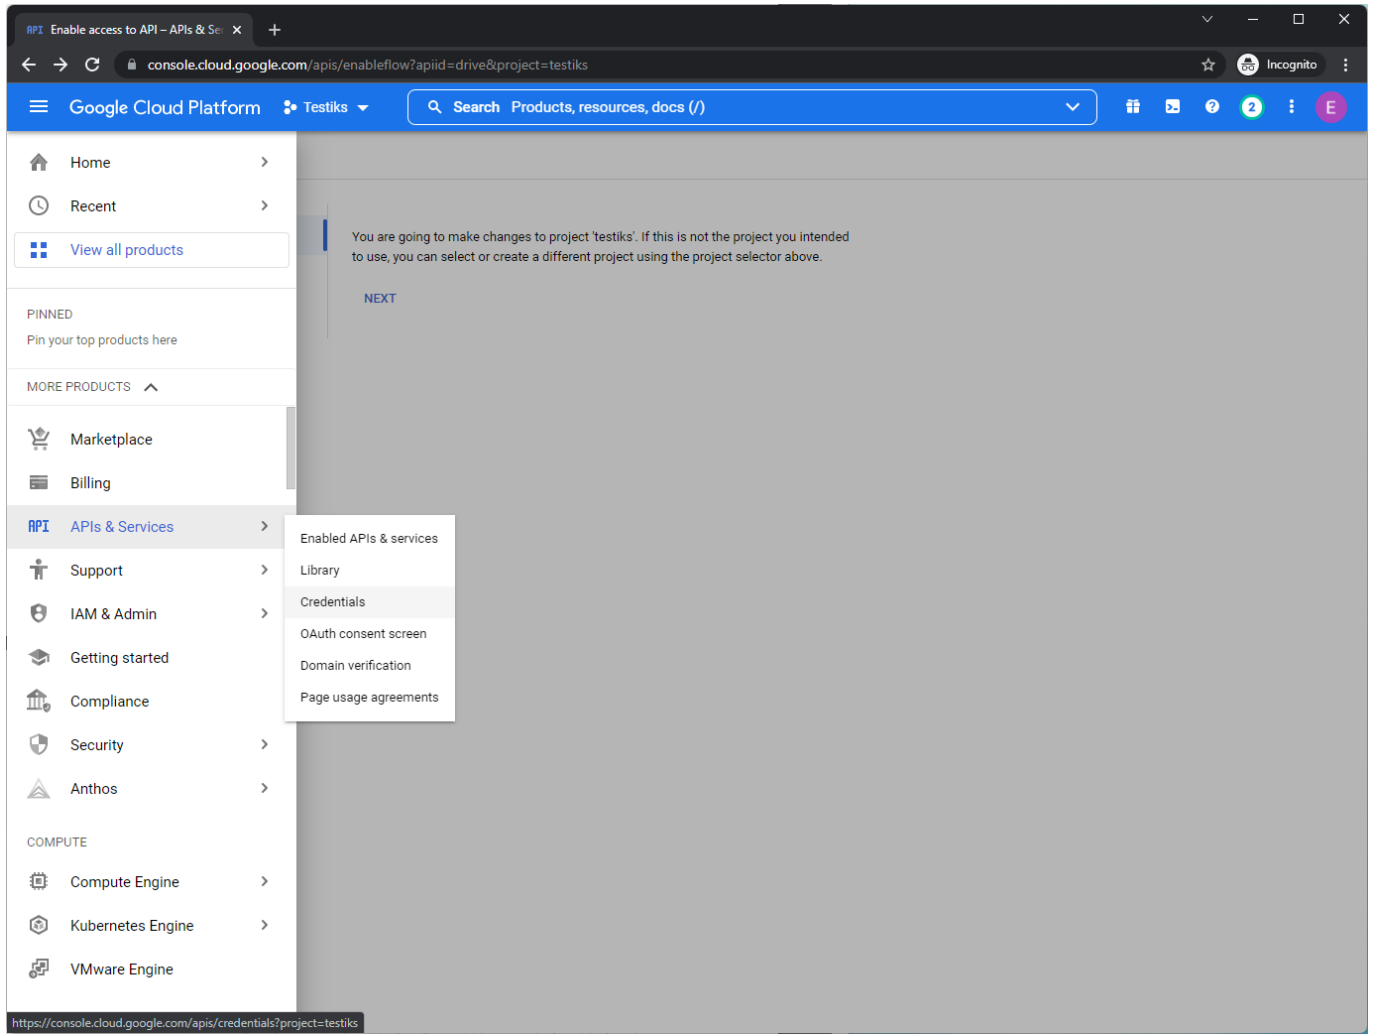 API Enable access to API – APIs & Se
console.cloud.google.com/apis/enableflow?apiid=drive&project=testiks
Incognito
Google Cloud Platform
Testiks
Search Products, resources, docs (/)
2
E
Home
Recent
View all products
PINNED
Pin your top products here
MORE PRODUCTS
Marketplace
Billing
API APIs & Services
Support
IAM & Admin
Getting started
Compliance
Security
Anthos
COMPUTE
Compute Engine
Kubernetes Engine
VMware Engine
Enabled APIs & services
Library
Credentials
OAuth consent screen
Domain verification
Page usage agreements
You are going to make changes to project 'testiks'. If this is not the project you intended
to use, you can select or create a different project using the project selector above.
NEXT
https://console.cloud.google.com/apis/credentials?project=testiks